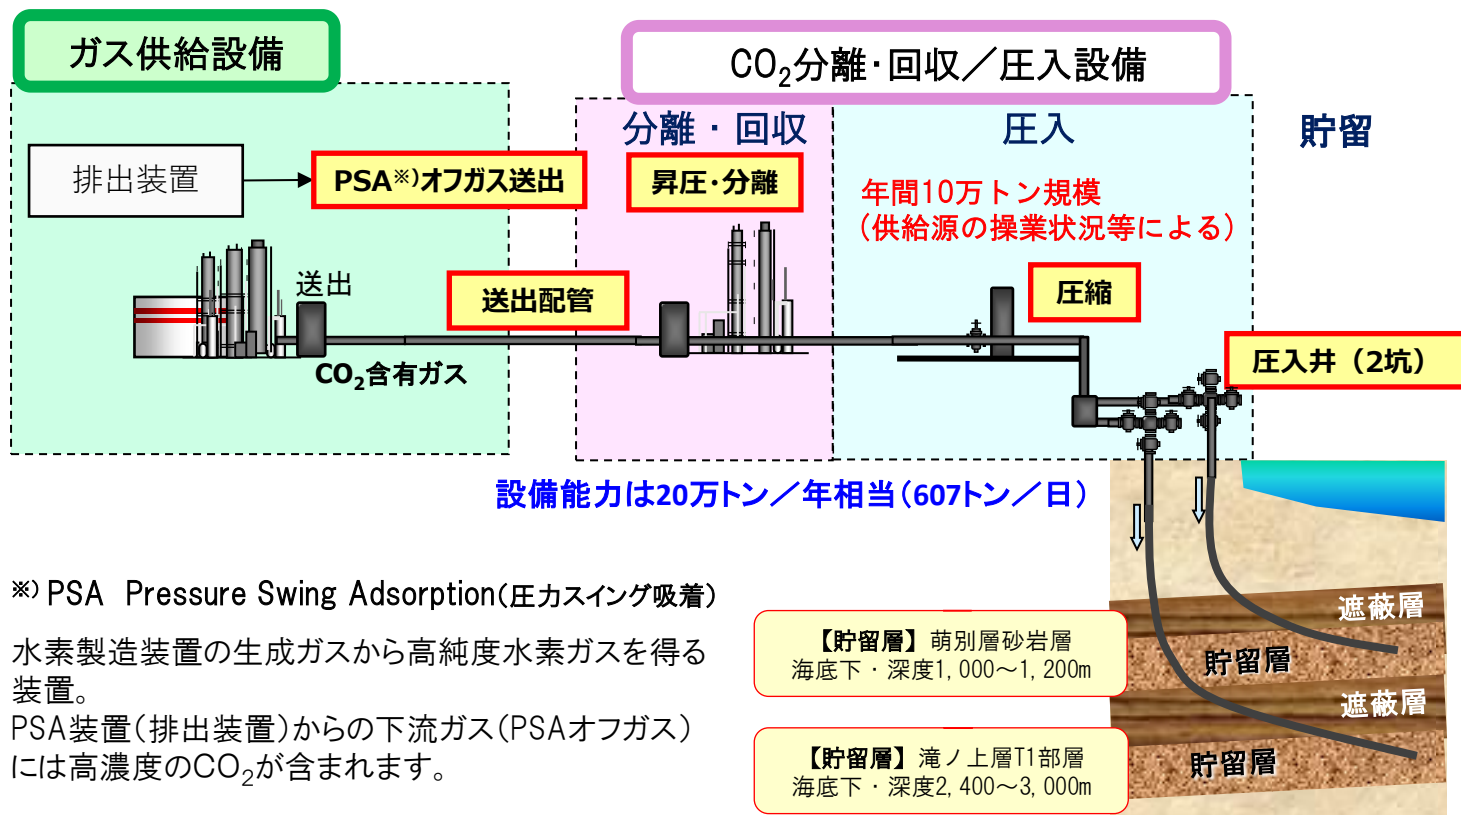 ガス供給設備
CO₂分離・回収／圧入設備
分離・回収
圧入
貯留
排出装置
PSA※)オフガス送出
昇圧・分離
年間10万トン規模
（供給源の操業状況等による）
送出
送出配管
圧縮
CO₂含有ガス
圧入井（2坑）
設備能力は20万トン／年相当（607トン／日）
※) PSA Pressure Swing Adsorption（圧力スイング吸着）
水素製造装置の生成ガスから高純度水素ガスを得る
装置。
PSA装置（排出装置）からの下流ガス（PSAオフガス）
には高濃度のCO₂が含まれます。
【貯留層】萌別層砂岩層
海底下・深度1,000～1,200m
【貯留層】滝ノ上層T1部層
海底下・深度2,400～3,000m
遮蔽層
貯留層
遮蔽層
貯留層